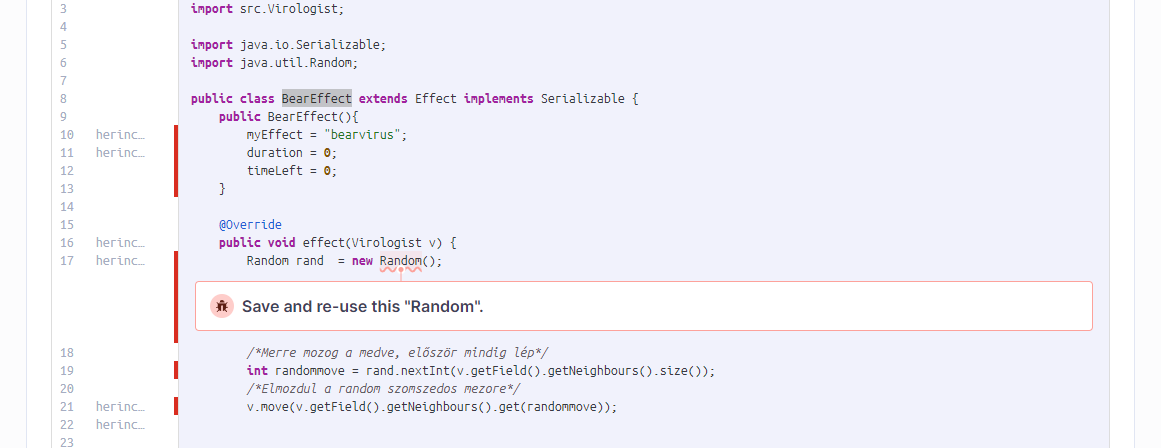 3 import src.Virologist;
4
5 import java.io.Serializable;
6 import java.util.Random;
7
8 public class BearEffect extends Effect implements Serializable {
9 public BearEffect(){
10 herinc… myEffect = "bearvirus";
11 herinc… duration = 0;
12 timeLeft = 0;
13 }
14
15 @Override
16 herinc… public void effect(Virologist v) {
17 herinc… Random rand  = new Random();
Save and re-use this "Random".
18 /*Merre mozog a medve, először mindig lép*/
19 int randommove = rand.nextInt(v.getField().getNeighbours().size());
20 /*Elmozdul a random szomszedos mezore*/
21 herinc… v.move(v.getField().getNeighbours().get(randommove));
22 herinc…
23